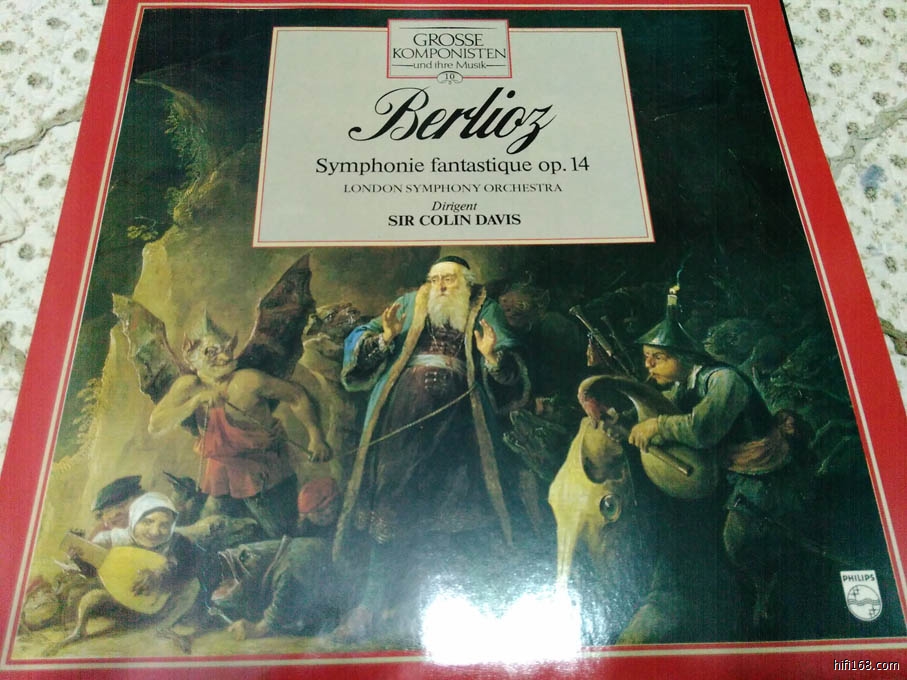 GROSSE
KOMPONISTEN
und ihre Musik
10
Berlioz
Symphonie fantastique op. 14
LONDON SYMPHONY ORCHESTRA
Dirigent
SIR COLIN DAVIS
PHILIPS
hifi168.com